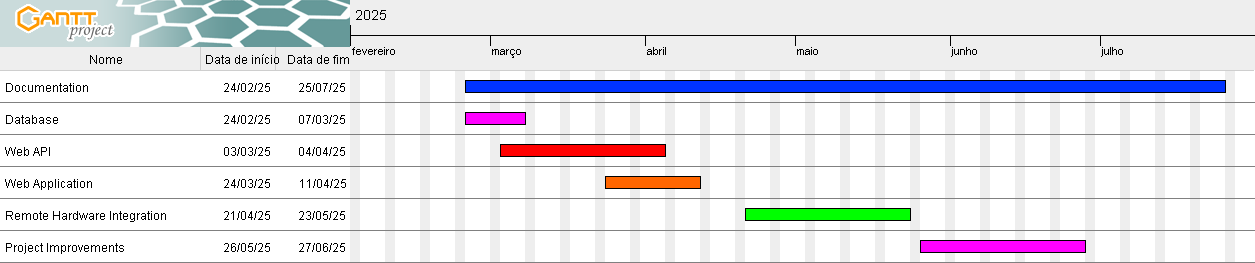 GANTT
project
2025
fevereiro março abril maio junho julho
Nome Data de início Data de fim
Documentation 24/02/25 25/07/25
Database 24/02/25 07/03/25
Web API 03/03/25 04/04/25
Web Application 24/03/25 11/04/25
Remote Hardware Integration 21/04/25 23/05/25
Project Improvements 26/05/25 27/06/25